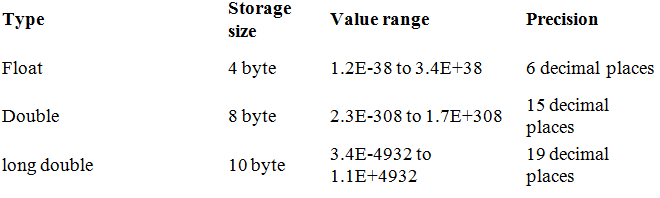 Type Storage size Value range Precision
Float 4 byte 1.2E-38 to 3.4E+38 6 decimal places
Double 8 byte 2.3E-308 to 1.7E+308 15 decimal places
long double 10 byte 3.4E-4932 to 1.1E+4932 19 decimal places